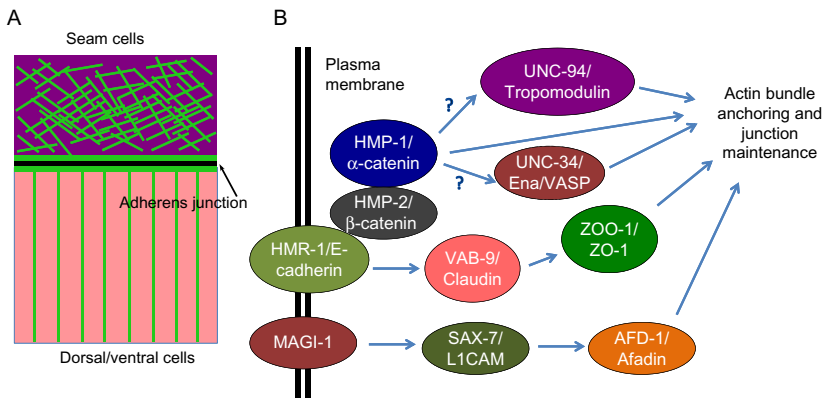 A
Seam cells
Adherens junction
Dorsal/ventral cells
B
Plasma
membrane
UNC-94/
Tropomodulin
?
HMP-1/
α-catenin
?
UNC-34/
Ena/VASP
Actin bundle
anchoring and
junction
maintenance
HMP-2/
β-catenin
HMR-1/E-
cadherin
VAB-9/
Claudin
ZOO-1/
ZO-1
MAGI-1
SAX-7/
L1CAM
AFD-1/
Afadin